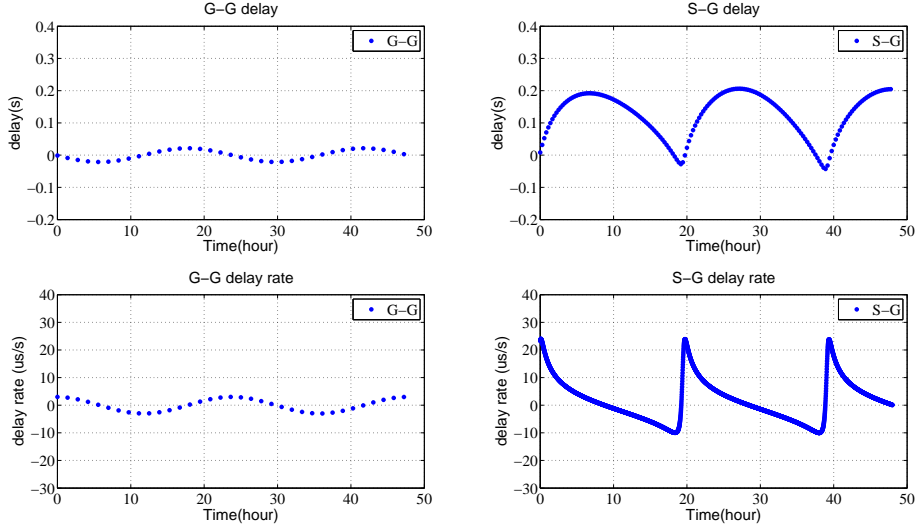 G−G delay
delay(s)
0.4
0.3
0.2
0.1
0
−0.1
−0.2
0 10 20 30 40 50
Time(hour)
G−G
S−G delay
delay(s)
0.4
0.3
0.2
0.1
0
−0.1
−0.2
0 10 20 30 40 50
Time(hour)
S−G
G−G delay rate
delay rate (us/s)
40
30
20
10
0
−10
−20
−30
0 10 20 30 40 50
Time(hour)
G−G
S−G delay rate
delay rate (us/s)
40
30
20
10
0
−10
−20
−30
0 10 20 30 40 50
Time(hour)
S−G